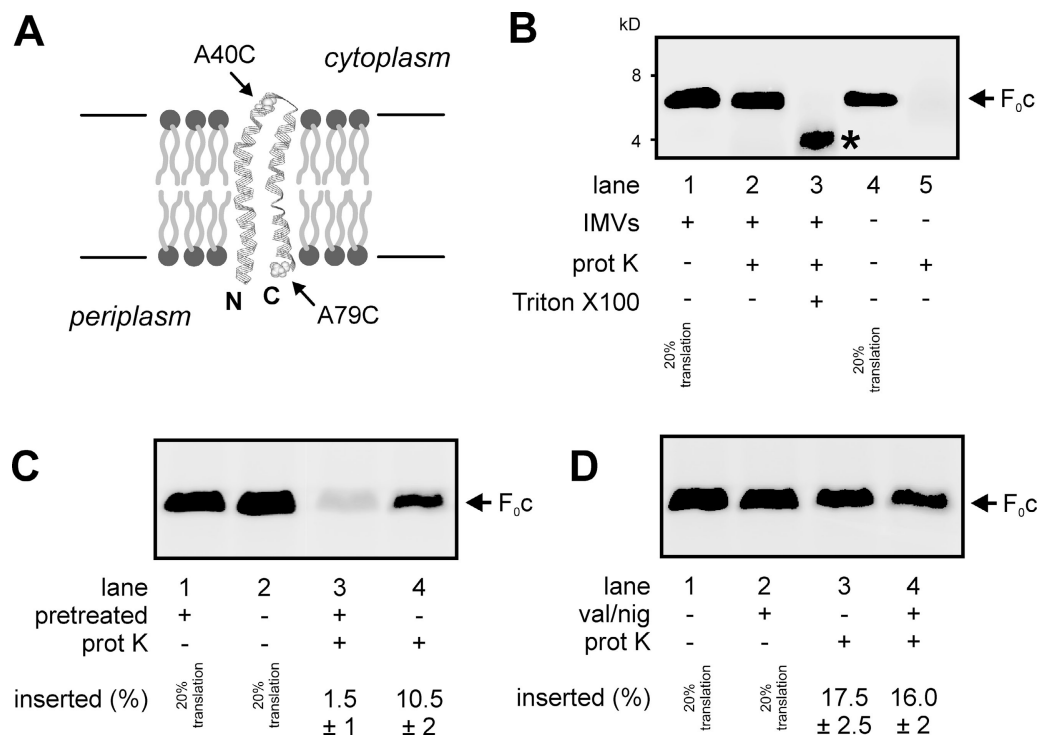 A
A40C
cytoplasm
N C
A79C
periplasm
B
kD
8
F₀c
4
*
lane 1 2 3 4 5
IMVs + + + - -
prot K - + + - +
Triton X100 - - + - -
20% translation 20% translation
C
F₀c
lane 1 2 3 4
pretreated + - + -
prot K - - + +
inserted (%) 20% translation 20% translation 1.5 ± 1 10.5 ± 2
D
F₀c
lane 1 2 3 4
val/nig - + - +
prot K - - + +
inserted (%) 20% translation 20% translation 17.5 ± 2.5 16.0 ± 2